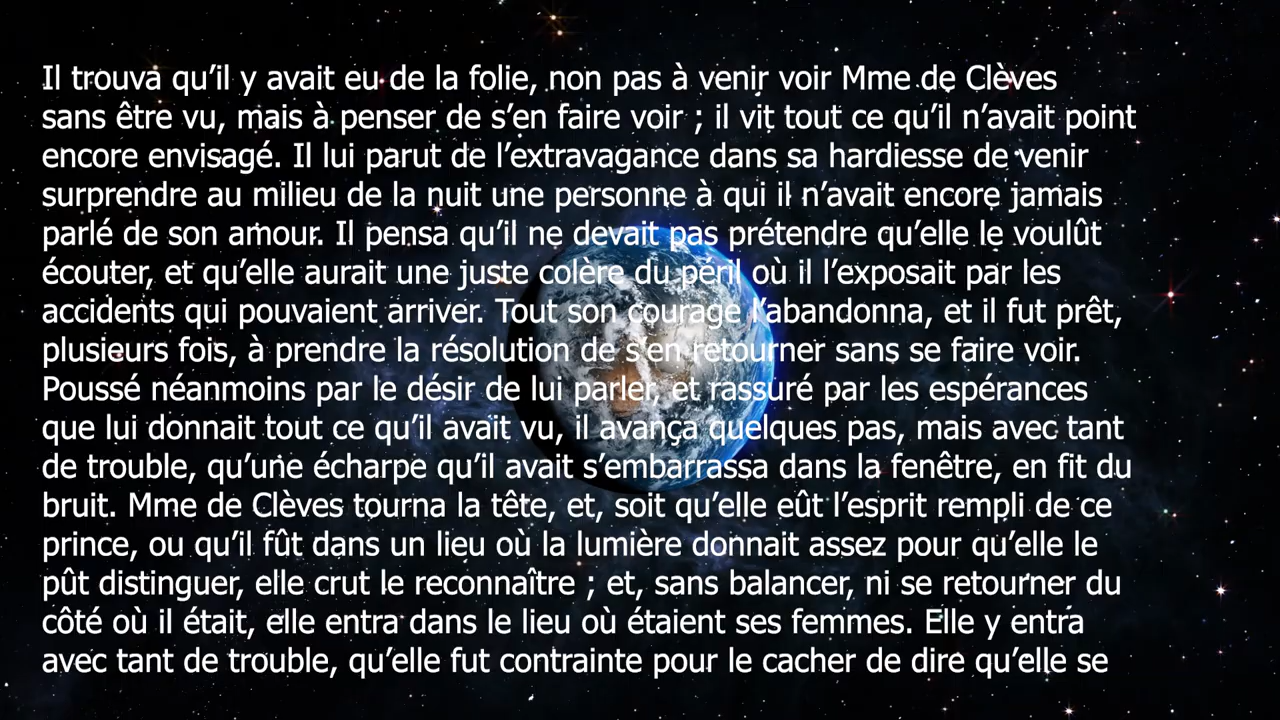 Il trouva qu’il y avait eu de la folie, non pas à venir voir Mme de Clèves
sans être vu, mais à penser de s’en faire voir ; il vit tout ce qu’il n’avait point
encore envisagé. Il lui parut de l’extravagance dans sa hardiesse de venir
surprendre au milieu de la nuit une personne à qui il n’avait encore jamais
parlé de son amour. Il pensa qu’il ne devait pas prétendre qu’elle le voulût
écouter, et qu’elle aurait une juste colère du péril où il l’exposait par les
accidents qui pouvaient arriver. Tout son courage l’abandonna, et il fut prêt,
plusieurs fois, à prendre la résolution de s’en retourner sans se faire voir.
Poussé néanmoins par le désir de lui parler, et rassuré par les espérances
que lui donnait tout ce qu’il avait vu, il avança quelques pas, mais avec tant
de trouble, qu’une écharpe qu’il avait s’embarrassa dans la fenêtre, en fit du
bruit. Mme de Clèves tourna la tête, et, soit qu’elle eût l’esprit rempli de ce
prince, ou qu’il fût dans un lieu où la lumière donnait assez pour qu’elle le
pût distinguer, elle crut le reconnaître ; et, sans balancer, ni se retourner du
côté où il était, elle entra dans le lieu où étaient ses femmes. Elle y entra
avec tant de trouble, qu’elle fut contrainte pour le cacher de dire qu’elle se